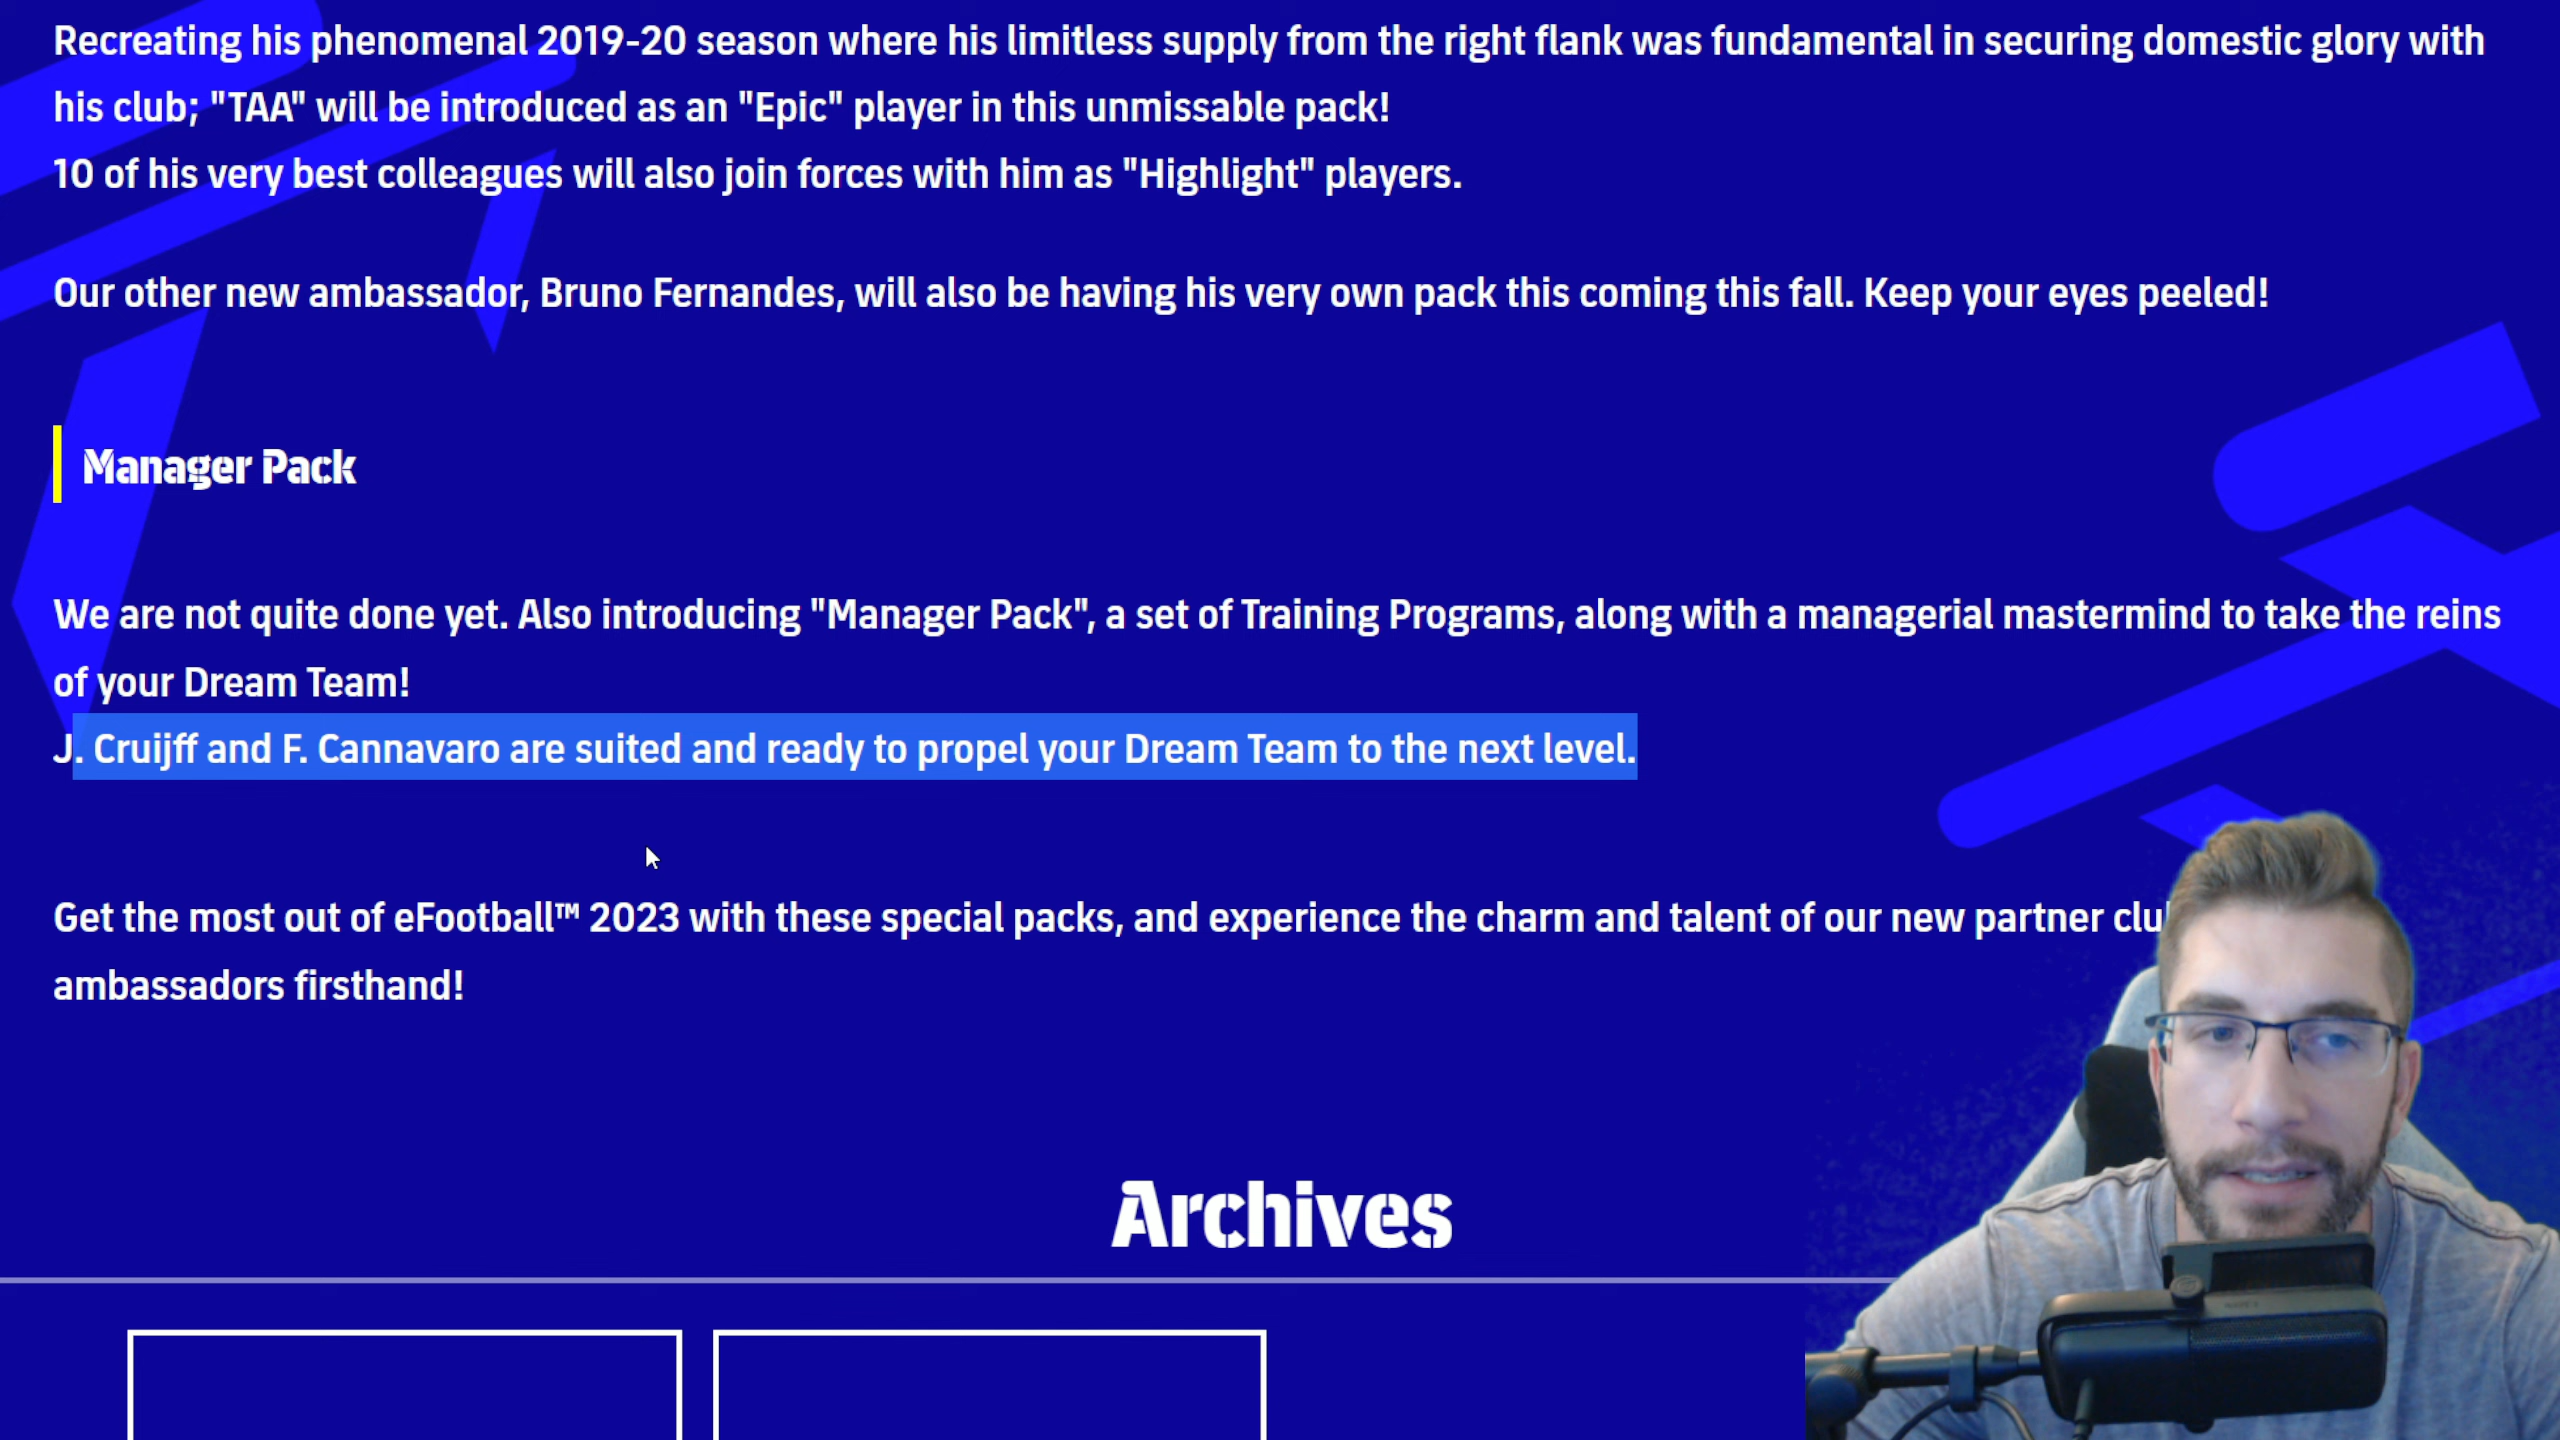 Recreating his phenomenal 2019-20 season where his limitless supply from the right flank was fundamental in securing domestic glory with
his club; "TAA" will be introduced as an "Epic" player in this unmissable pack!
10 of his very best colleagues will also join forces with him as "Highlight" players.
Our other new ambassador, Bruno Fernandes, will also be having his very own pack this coming this fall. Keep your eyes peeled!
Manager Pack
We are not quite done yet. Also introducing "Manager Pack", a set of Training Programs, along with a managerial mastermind to take the reins
of your Dream Team!
J. Cruijff and F. Cannavaro are suited and ready to propel your Dream Team to the next level.
Get the most out of eFootball™ 2023 with these special packs, and experience the charm and talent of our new partner
ambassadors firsthand!
Archives